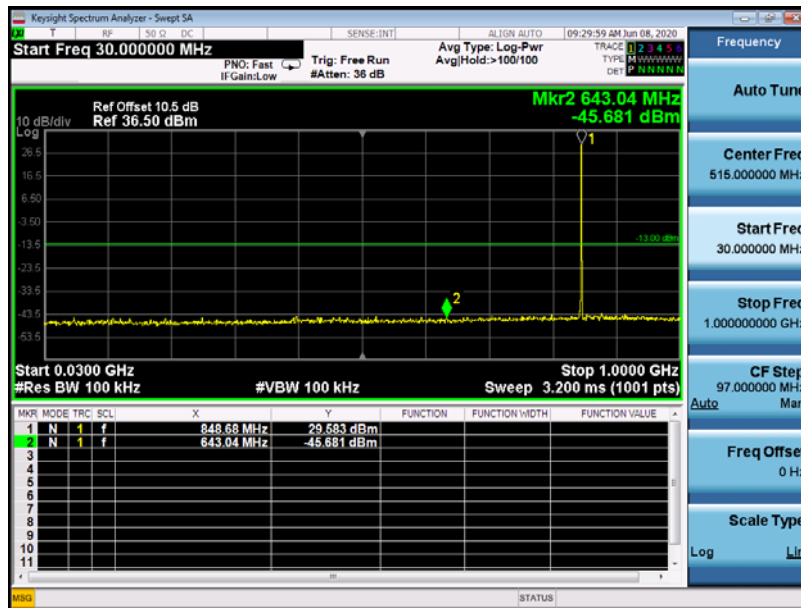 Keysight Spectrum Analyzer - Swept SA
T RF 50 Ω DC SENSE:INT ALIGN AUTO 09:29:59 AM Jun 08, 2020
Start Freq 30.000000 MHz
PNO: Fast
IFGain:Low
Trig: Free Run
#Atten: 36 dB
Avg Type: Log-Pwr
Avg|Hold:>100/100
TRACE 1 2 3 4 5 6
TYPE M W W W W W
DET P N N N N N
Ref Offset 10.5 dB
10 dB/div Ref 36.50 dBm
Log
Mkr2 643.04 MHz
-45.681 dBm
1
26.5
16.5
6.50
-3.50
-13.5
-13.00 dBm
-23.5
-33.5
2
-43.5
-53.5
Start 0.0300 GHz Stop 1.0000 GHz
#Res BW 100 kHz #VBW 100 kHz Sweep 3.200 ms (1001 pts)
MKR MODE TRC SCL X Y FUNCTION FUNCTION WIDTH FUNCTION VALUE
1 N 1 f 848.68 MHz 29.583 dBm
2 N 1 f 643.04 MHz -45.681 dBm
3
4
5
6
7
8
9
10
11
MSG STATUS
Frequency
Auto Tune
Center Freq
515.000000 MHz
Start Freq
30.000000 MHz
Stop Freq
1.000000000 GHz
CF Step
97.000000 MHz
Auto Man
Freq Offset
0 Hz
Scale Type
Log Lin